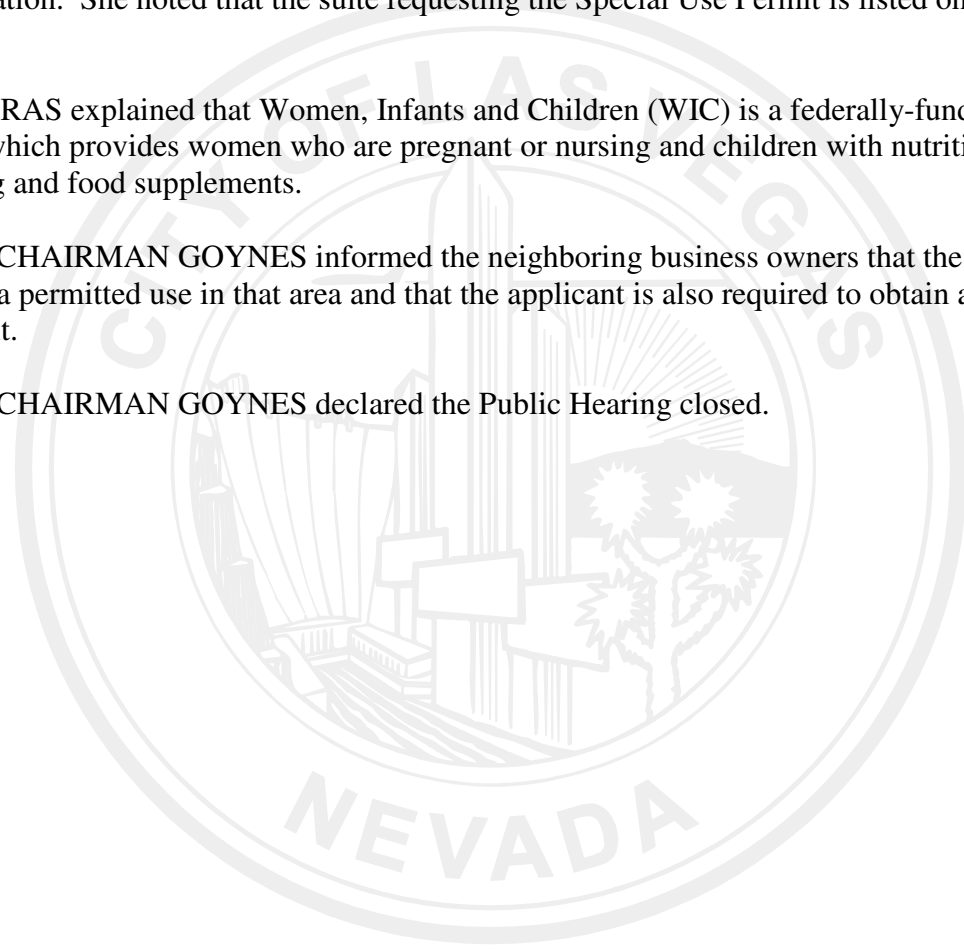 ation. She noted that the suite requesting the Special Use Permit is listed on
RAS explained that Women, Infants and Children (WIC) is a federally-fund
which provides women who are pregnant or nursing and children with nutriti
g and food supplements.
CHAIRMAN GOYNES informed the neighboring business owners that the
a permitted use in that area and that the applicant is also required to obtain a
t.
CHAIRMAN GOYNES declared the Public Hearing closed.
CITY OF LAS VEGAS
NEVADA